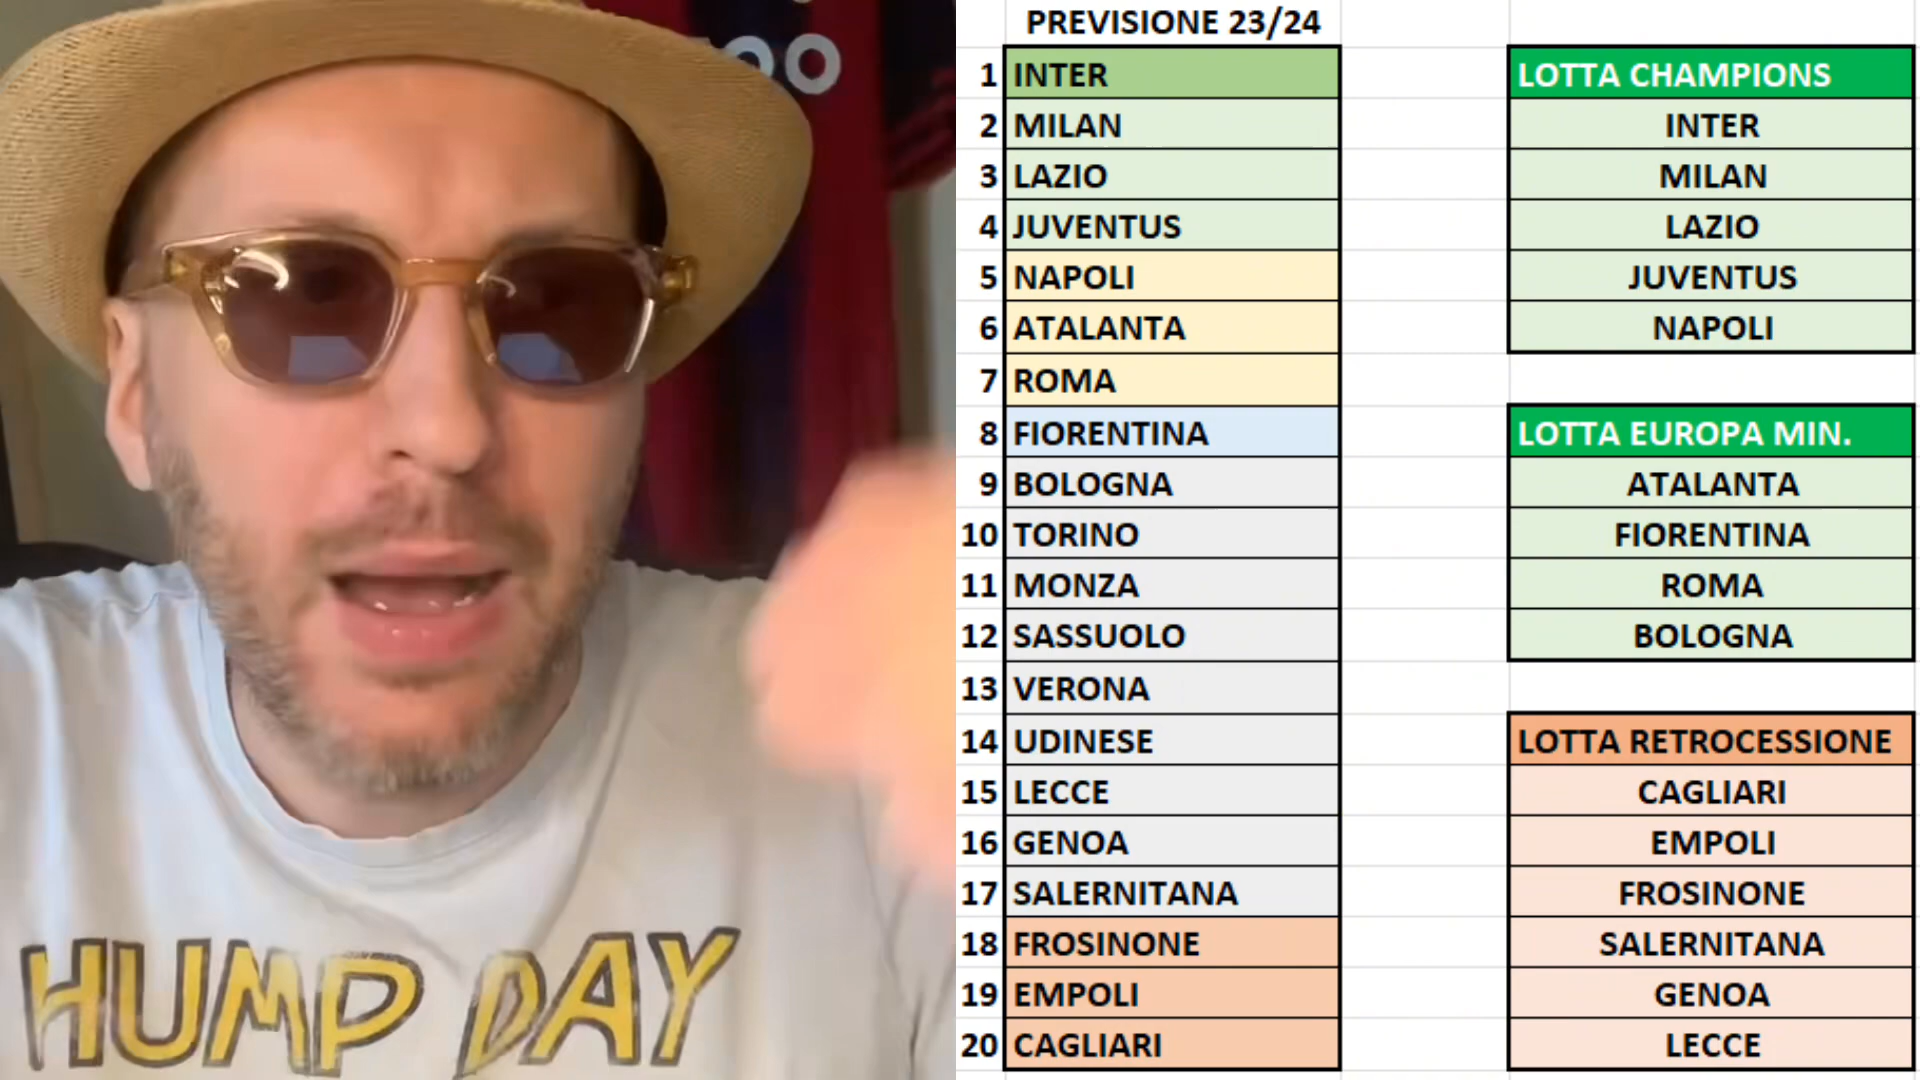 HUMP DAY
PREVISIONE 23/24
1 INTER
2 MILAN
3 LAZIO
4 JUVENTUS
5 NAPOLI
6 ATALANTA
7 ROMA
8 FIORENTINA
9 BOLOGNA
10 TORINO
11 MONZA
12 SASSUOLO
13 VERONA
14 UDINESE
15 LECCE
16 GENOA
17 SALERNITANA
18 FROSINONE
19 EMPOLI
20 CAGLIARI
LOTTA CHAMPIONS
INTER
MILAN
LAZIO
JUVENTUS
NAPOLI
LOTTA EUROPA MIN.
ATALANTA
FIORENTINA
ROMA
BOLOGNA
LOTTA RETROCESSIONE
CAGLIARI
EMPOLI
FROSINONE
SALERNITANA
GENOA
LECCE